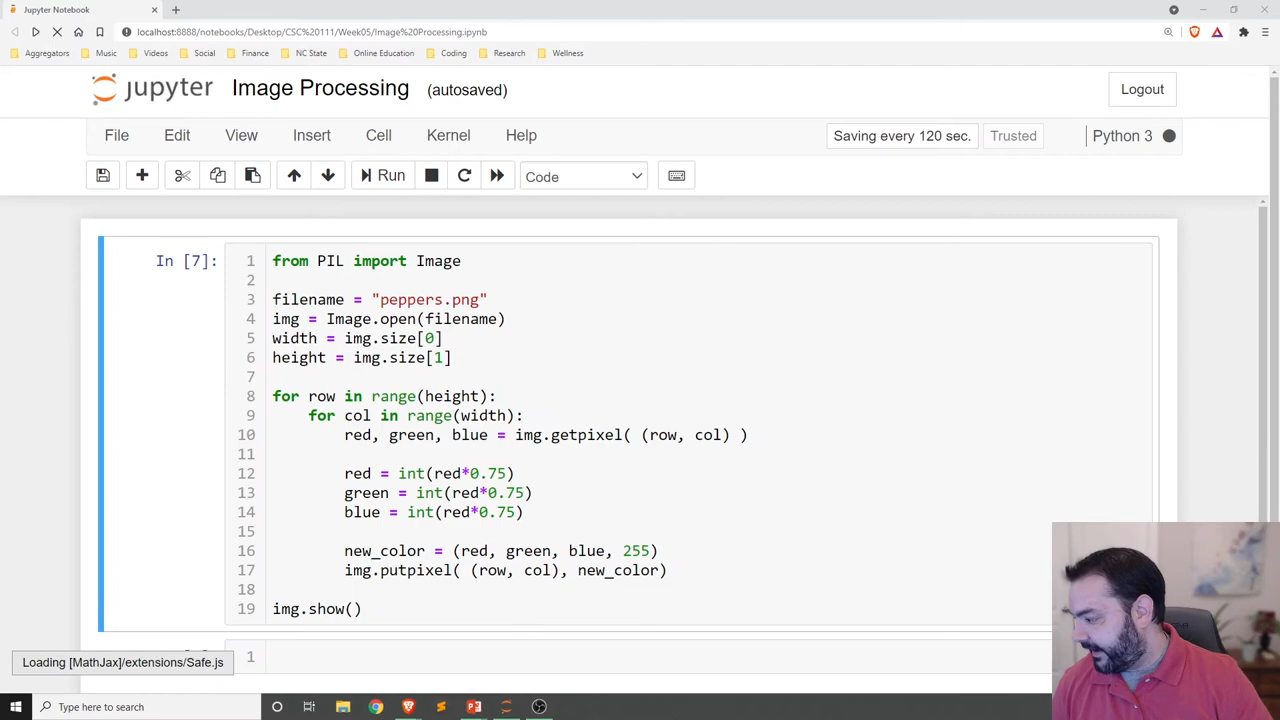 Jupyter Notebook
localhost:8888/notebooks/Desktop/CSC%20111/Week05/Image%20Processing.ipynb
Aggregators Music Videos Social Finance NC State Online Education Coding Research Wellness
jupyter Image Processing (autosaved) Logout
File Edit View Insert Cell Kernel Help Saving every 120 sec. Trusted Python 3
Run Code
In [7]: 1 from PIL import Image
2
3 filename = "peppers.png"
4 img = Image.open(filename)
5 width = img.size[0]
6 height = img.size[1]
7
8 for row in range(height):
9 for col in range(width):
10 red, green, blue = img.getpixel( (row, col) )
11
12 red = int(red*0.75)
13 green = int(red*0.75)
14 blue = int(red*0.75)
15
16 new_color = (red, green, blue, 255)
17 img.putpixel( (row, col), new_color)
18
19 img.show()
1
Loading [MathJax]/extensions/Safe.js
Type here to search